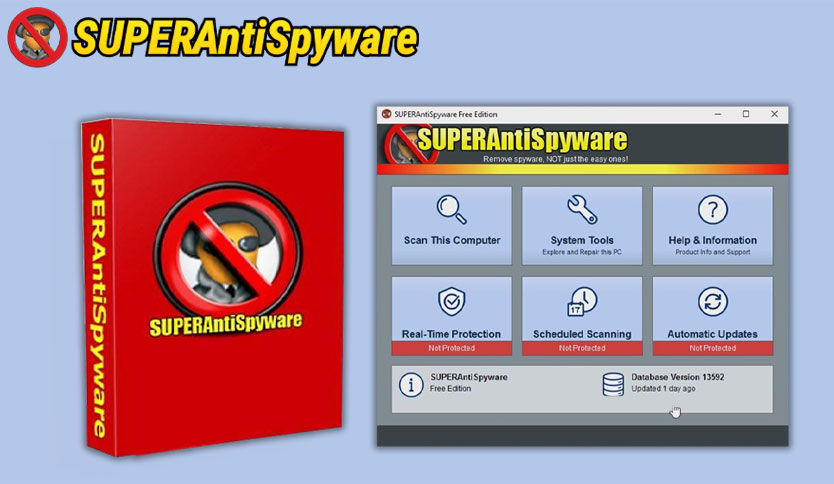 SUPERAntiSpyware
SUPERAntiSpyware
SUPERAntiSpyware
SUPERAntiSpyware Free Edition
SUPERAntiSpyware
Remove spyware, NOT just the easy ones!
Scan This Computer
System Tools
Explore and Repair this PC
Help & Information
Product Info and Support
17
Real-Time Protection
Not Protected
Scheduled Scanning
Not Protected
Automatic Updates
Not Protected
SUPERAntiSpyware
Free Edition
Database Version 13592
Updated 1 day ago